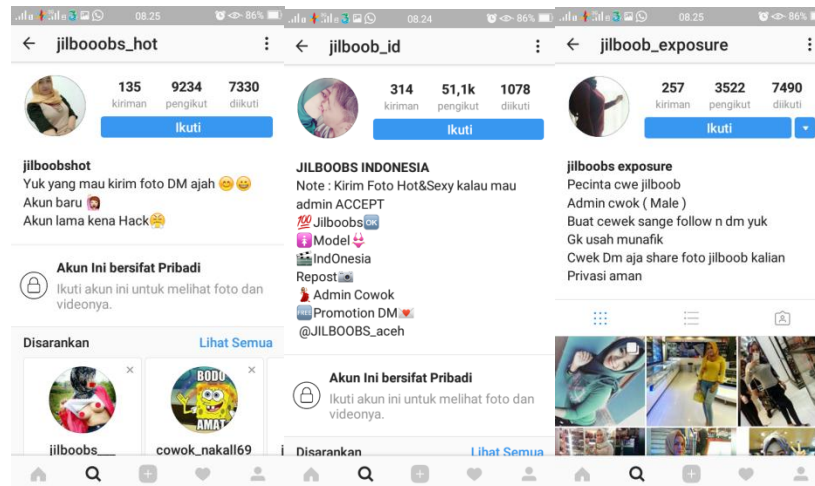 08.25
86%
jilbooobs_hot
135 9234 7330
kiriman pengikut diikuti
Ikuti
jilboobshot
Yuk yang mau kirim foto DM ajah 😊😄
Akun baru 🙋
Akun lama kena Hack😤
Akun Ini bersifat Pribadi
Ikuti akun ini untuk melihat foto dan
videonya.
Disarankan Lihat Semua
BODO
AMAT
jilboobs___ cowok_nakall69
08.24
86%
jilboob_id
314 51,1k 1078
kiriman pengikut diikuti
Ikuti
JILBOOBS INDONESIA
Note : Kirim Foto Hot&Sexy kalau mau
admin ACCEPT
💯Jilboobs🆗
🚺Model👙
🎬IndOnesia
Repost📷
💃Admin Cowok
🆓Promotion DM💌
@JILBOOBS_aceh
Akun Ini bersifat Pribadi
Ikuti akun ini untuk melihat foto dan
videonya.
Disarankan Lihat Semua
08.25
86%
jilboob_exposure
257 3522 7490
kiriman pengikut diikuti
Ikuti
jilboobs exposure
Pecinta cwe jilboob
Admin cwok ( Male )
Buat cewek sange follow n dm yuk
Gk usah munafik
Cwek Dm aja share foto jilboob kalian
Privasi aman